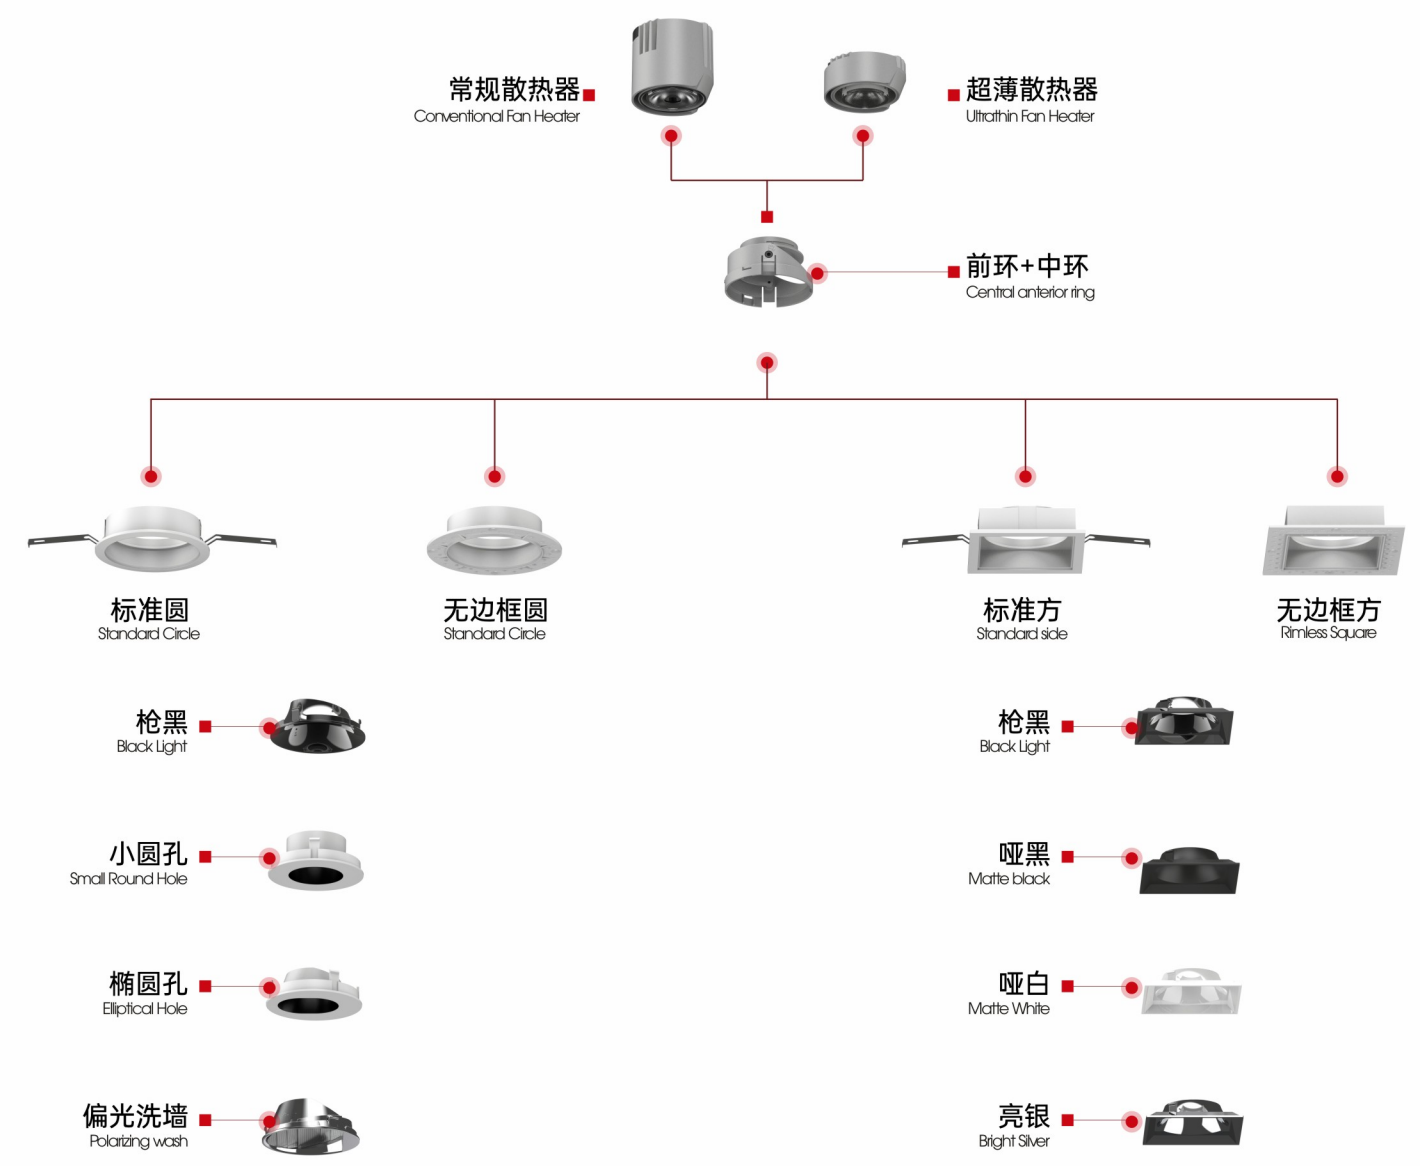 常规散热器
Conventional Fan Heater
超薄散热器
Ultrathin Fan Heater
前环+中环
Central anterior ring
标准圆
Standard Circle
无边框圆
Standard Circle
标准方
Standard side
无边框方
Rimless Square
枪黑
Black Light
枪黑
Black Light
小圆孔
Small Round Hole
哑黑
Matte black
椭圆孔
Elliptical Hole
哑白
Matte White
偏光洗墙
Polarizing wash
亮银
Bright Silver